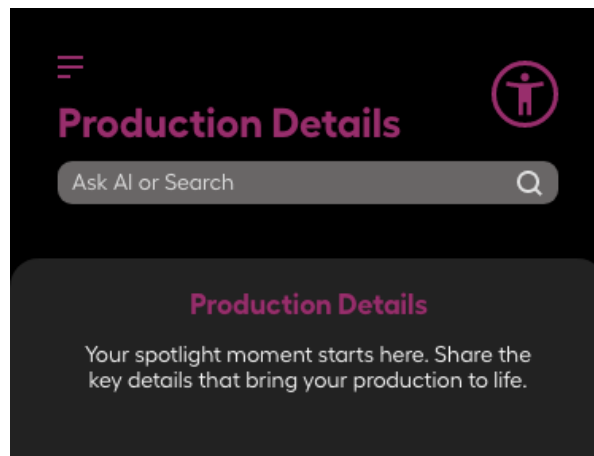 Production Details
Ask AI or Search
Production Details
Your spotlight moment starts here. Share the
key details that bring your production to life.